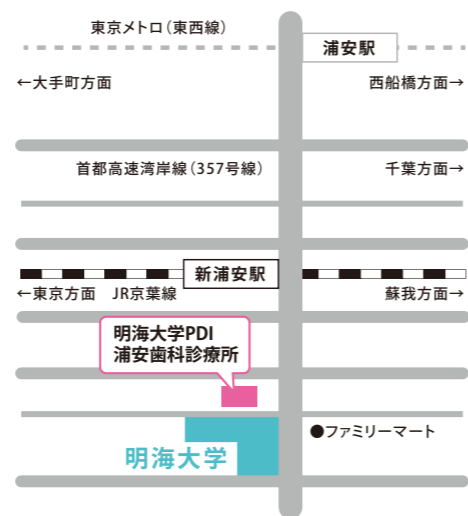 東京メトロ（東西線）
浦安駅
←大手町方面
西船橋方面→
首都高速湾岸線（357号線）
千葉方面→
新浦安駅
←東京方面 JR京葉線
蘇我方面→
明海大学PDI
浦安歯科診療所
●ファミリーマート
明海大学